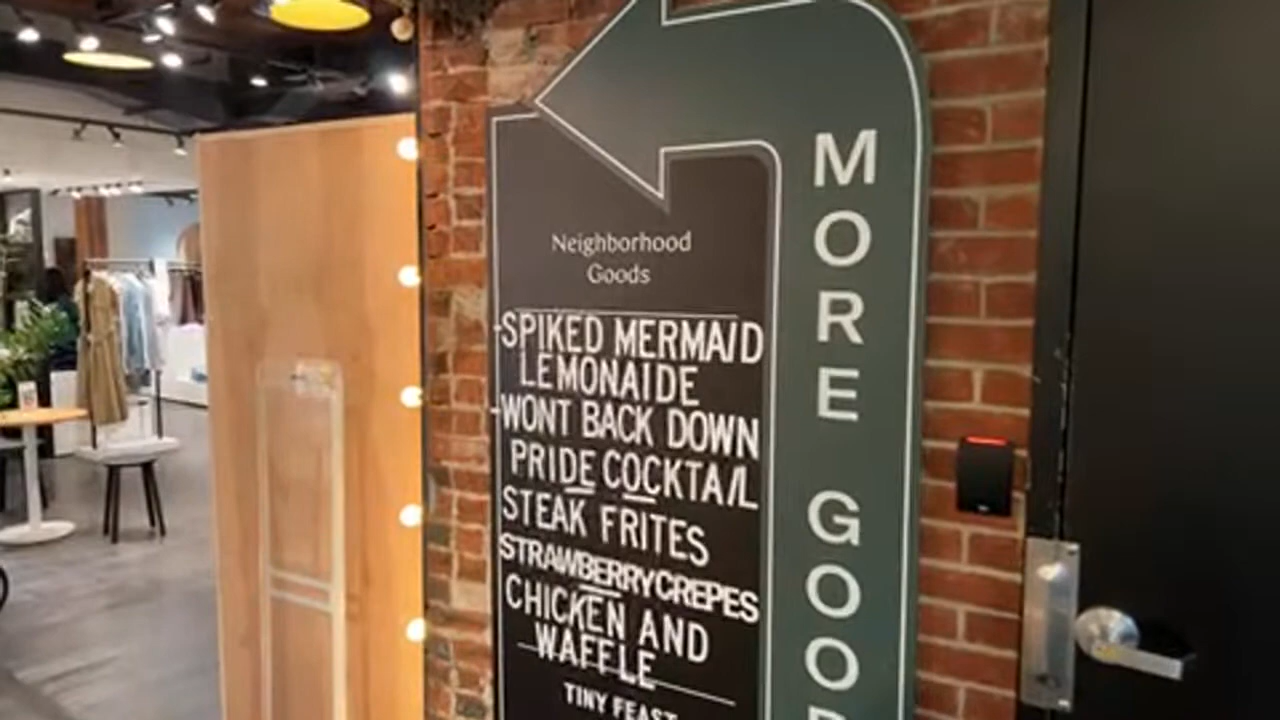 Neighborhood
Goods
-SPIKED MERMAID
LEMONAIDE
-WONT BACK DOWN
PRIDE COCKTAIL
STEAK FRITES
STRAWBERRYCREPES
CHICKEN AND
WAFFLE
TINY FEAST
MORE GOO